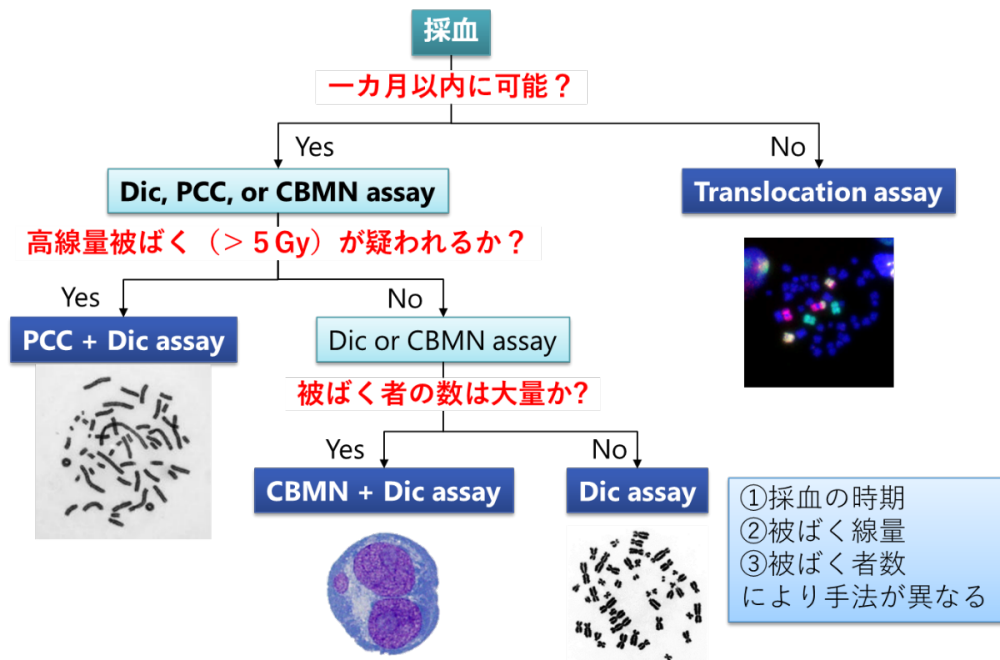 採血
一カ月以内に可能？
Yes
No
Dic, PCC, or CBMN assay
Translocation assay
高線量被ばく（＞５Gy）が疑われるか？
Yes
No
PCC + Dic assay
Dic or CBMN assay
被ばく者の数は大量か?
Yes
No
CBMN + Dic assay
Dic assay
①採血の時期
②被ばく線量
③被ばく者数
により手法が異なる